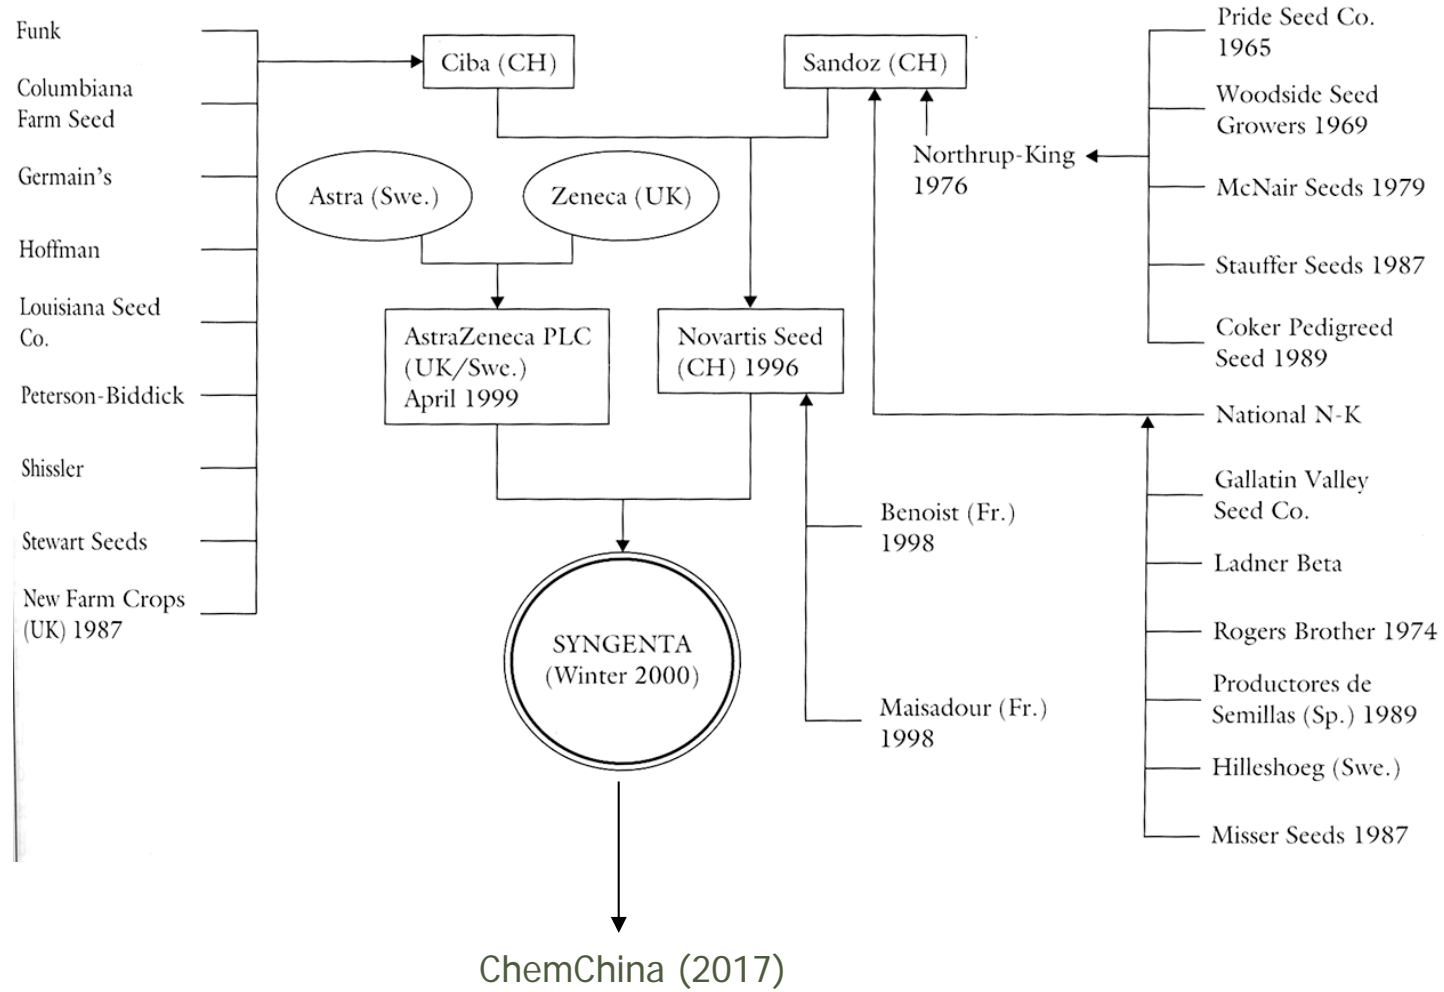 Funk
Columbiana
Farm Seed
Germain's
Hoffman
Louisiana Seed
Co.
Peterson-Biddick
Shissler
Stewart Seeds
New Farm Crops
(UK) 1987
Ciba (CH)
Sandoz (CH)
Astra (Swe.)
Zeneca (UK)
AstraZeneca PLC
(UK/Swe.)
April 1999
Novartis Seed
(CH) 1996
SYNGENTA
(Winter 2000)
ChemChina (2017)
Benoist (Fr.)
1998
Maisadour (Fr.)
1998
Northrup-King
1976
Pride Seed Co.
1965
Woodside Seed
Growers 1969
McNair Seeds 1979
Stauffer Seeds 1987
Coker Pedigreed
Seed 1989
National N-K
Gallatin Valley
Seed Co.
Ladner Beta
Rogers Brother 1974
Productores de
Semillas (Sp.) 1989
Hilleshoeg (Swe.)
Misser Seeds 1987